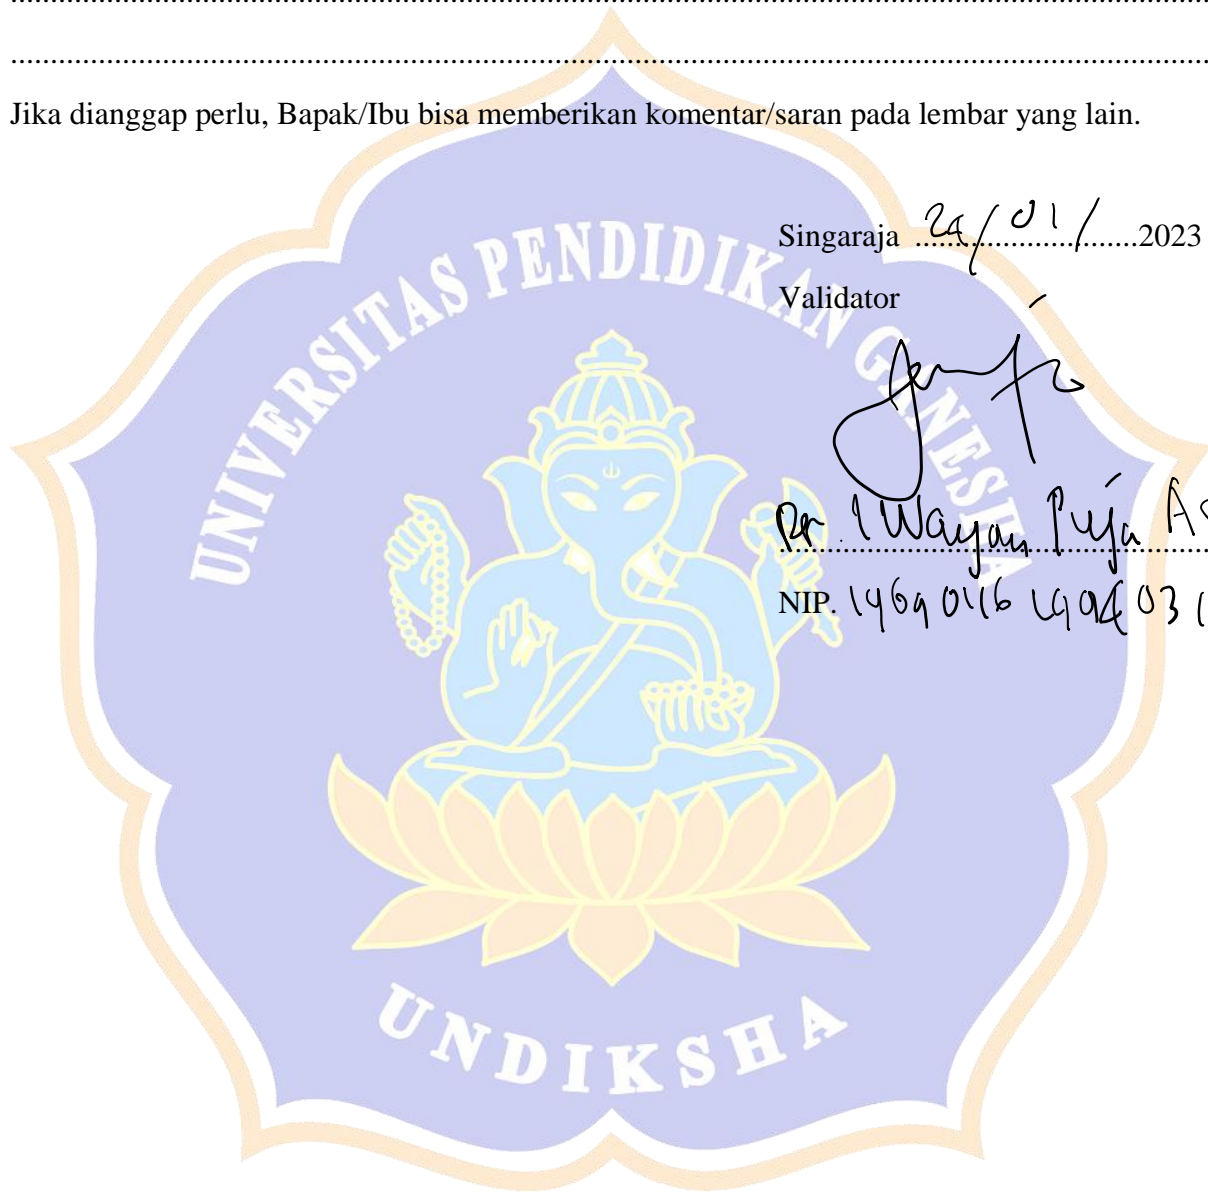 Jika dianggap perlu, Bapak/Ibu bisa memberikan komentar/saran pada lembar yang lain.
Singaraja 29/01/2023
Validator
Dr. I Wayan Puja
NIP.
UNIVERSITAS PENDIDIKAN GANESHA
UNDIKSHA